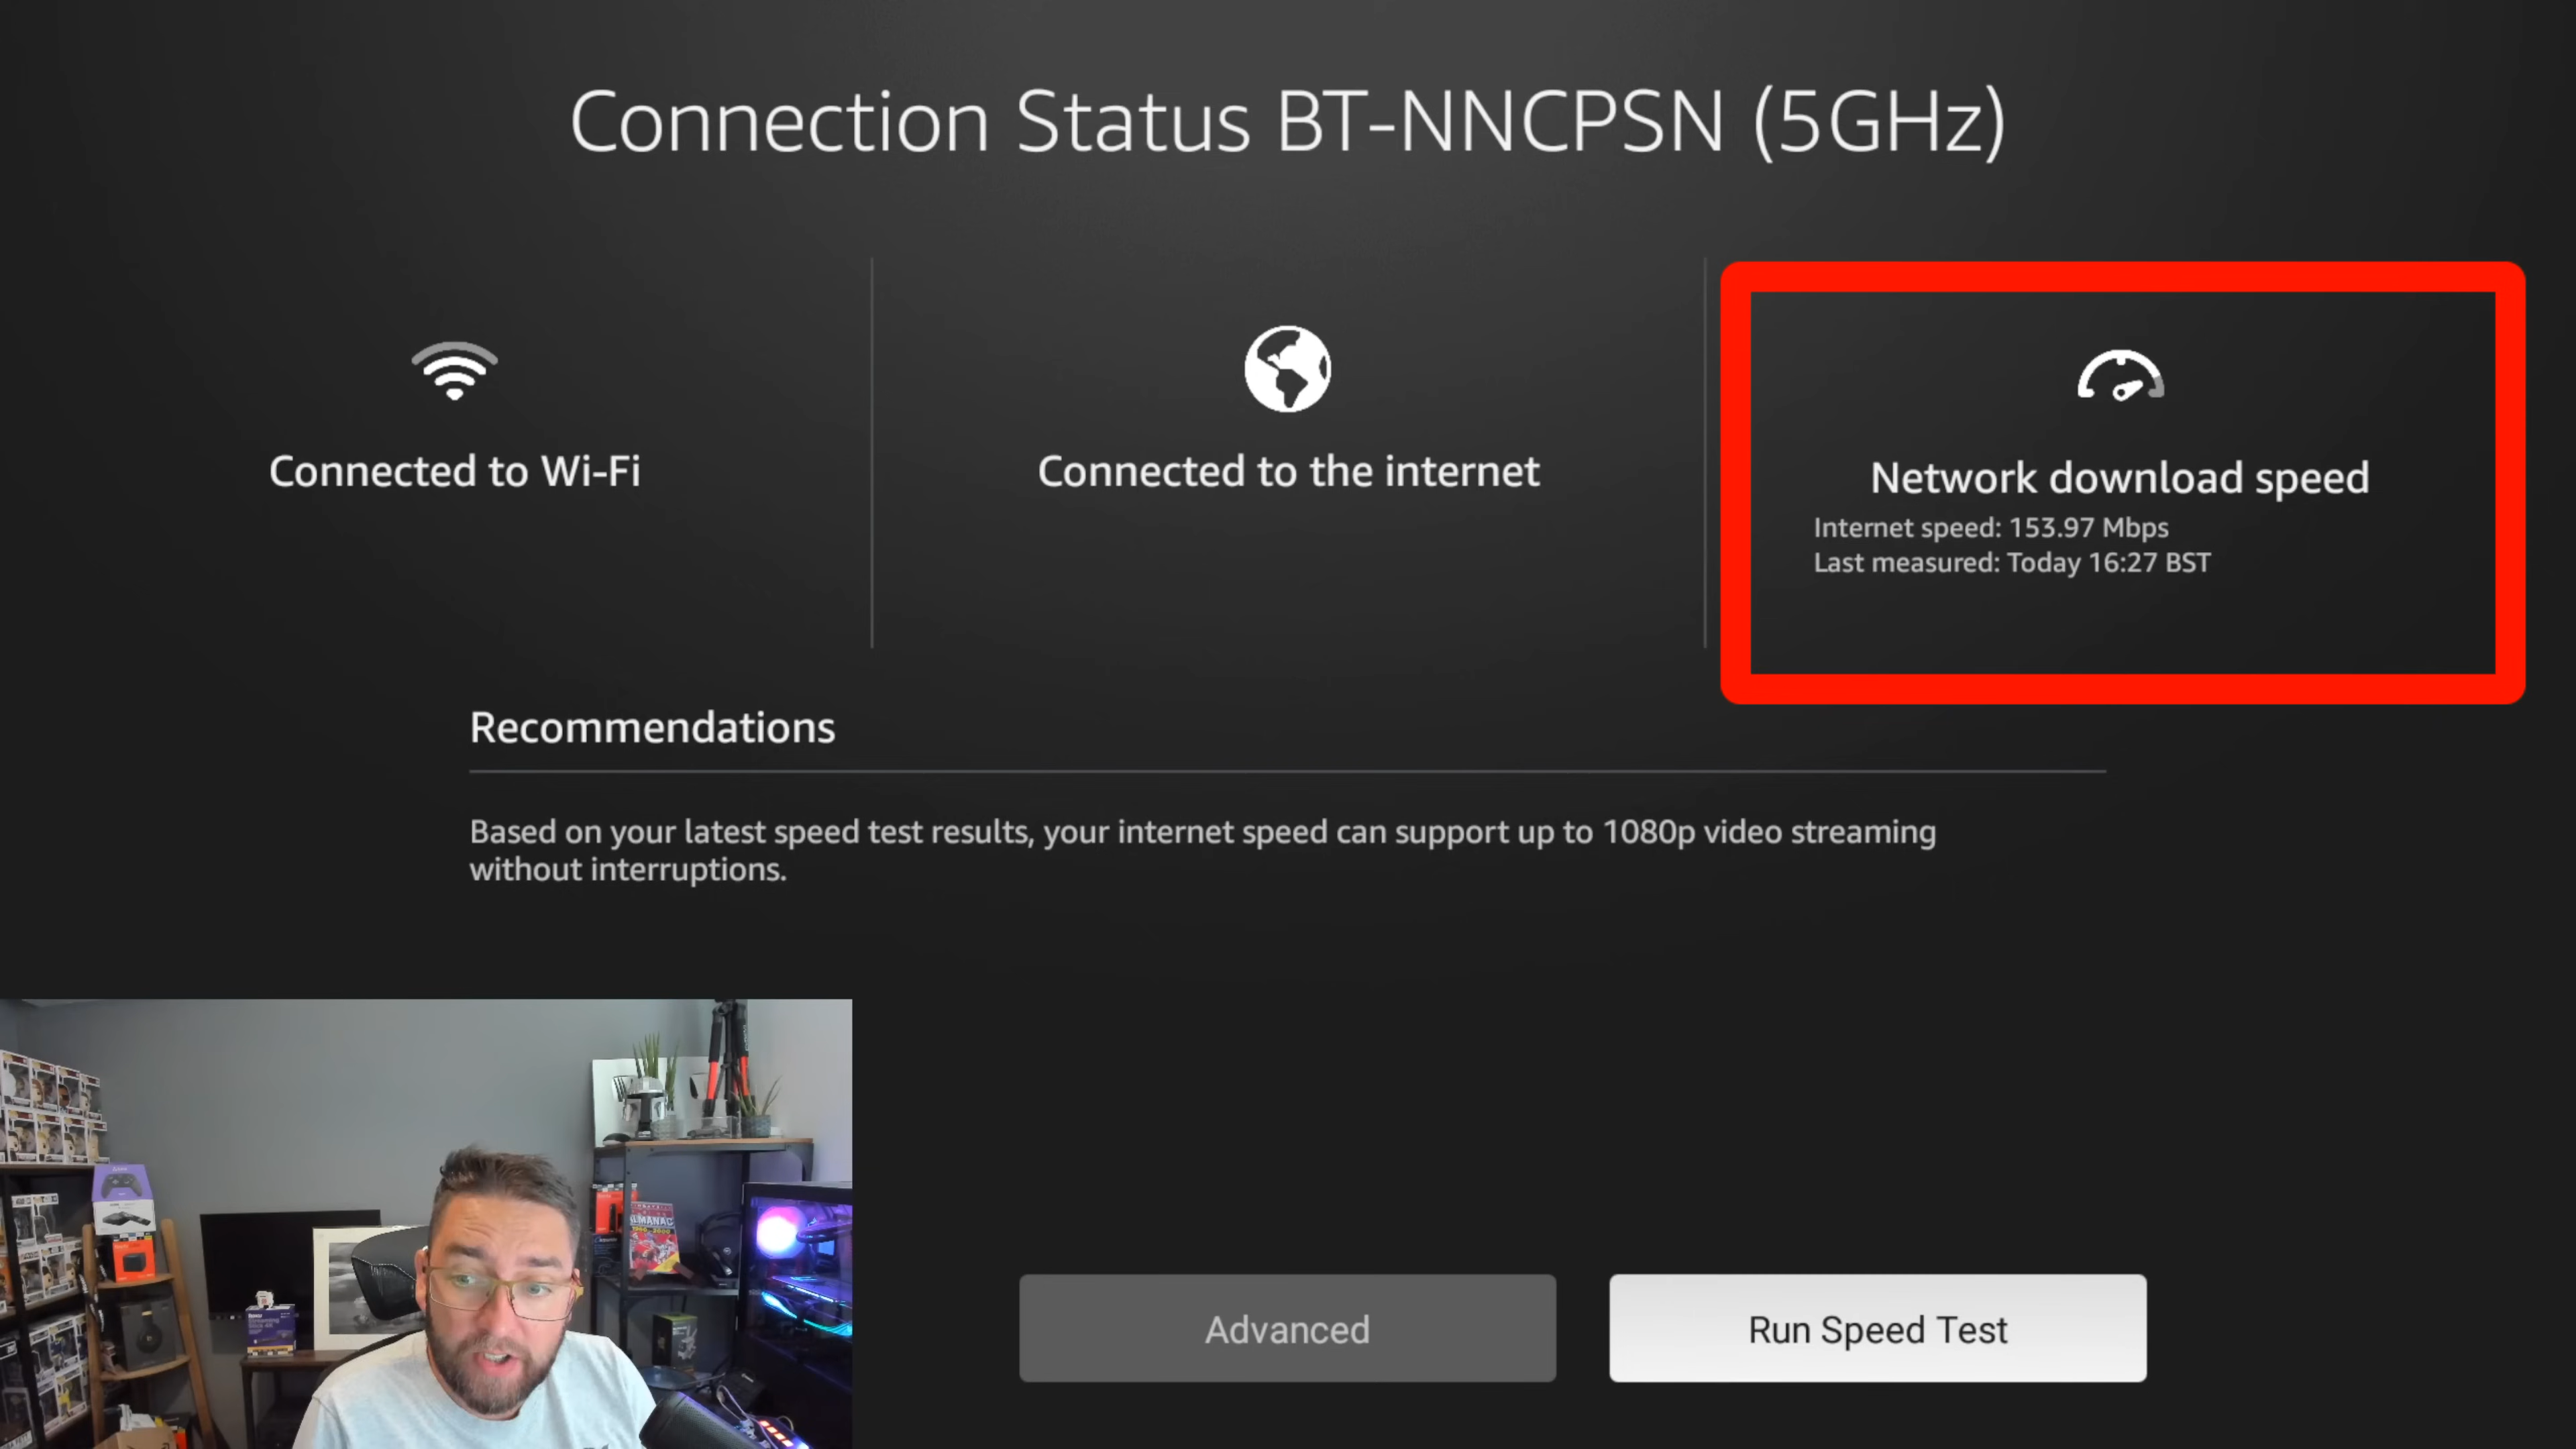 Connection Status BT-NNCPSN (5GHz)
Connected to Wi-Fi
Connected to the internet
Network download speed
Internet speed: 153.97 Mbps
Last measured: Today 16:27 BST
Recommendations
Based on your latest speed test results, your internet speed can support up to 1080p video streaming
without interruptions.
ALMANAC
Advanced
Run Speed Test